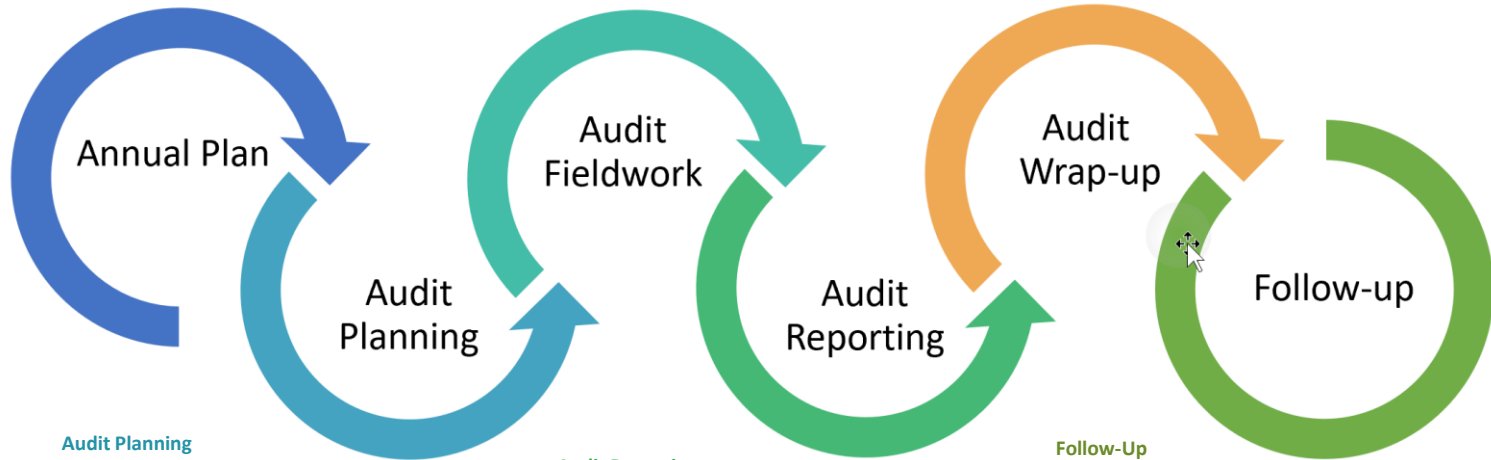 Annual Plan
Audit
Planning
Audit
Fieldwork
Audit
Reporting
Audit
Wrap-up
Follow-up
Audit Planning
Follow-Up